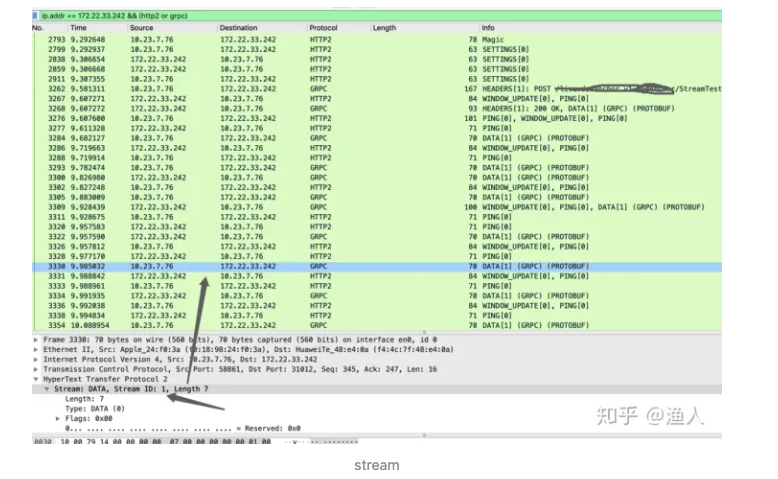 ip.addr == 172.22.33.242 && (http2 or grpc)
No. Time Source Destination Protocol Length Info
2793 9.292648 10.23.7.76 172.22.33.242 HTTP2 78 Magic
2799 9.292937 10.23.7.76 172.22.33.242 HTTP2 63 SETTINGS[0]
2838 9.306654 172.22.33.242 10.23.7.76 HTTP2 63 SETTINGS[0]
2859 9.306668 172.22.33.242 10.23.7.76 HTTP2 63 SETTINGS[0]
2911 9.307355 10.23.7.76 172.22.33.242 HTTP2 63 SETTINGS[0]
3262 9.581311 10.23.7.76 172.22.33.242 GRPC 167 HEADERS[1]: POST /StreamTest
3267 9.607271 172.22.33.242 10.23.7.76 HTTP2 84 WINDOW_UPDATE[0], PING[0]
3268 9.607272 172.22.33.242 10.23.7.76 GRPC 93 HEADERS[1]: 200 OK, DATA[1] (GRPC) (PROTOBUF)
3276 9.607600 10.23.7.76 172.22.33.242 HTTP2 101 PING[0], WINDOW_UPDATE[0], PING[0]
3277 9.611328 172.22.33.242 10.23.7.76 HTTP2 71 PING[0]
3284 9.682127 10.23.7.76 172.22.33.242 GRPC 70 DATA[1] (GRPC) (PROTOBUF)
3286 9.719663 172.22.33.242 10.23.7.76 HTTP2 84 WINDOW_UPDATE[0], PING[0]
3288 9.719914 10.23.7.76 172.22.33.242 HTTP2 71 PING[0]
3293 9.782474 10.23.7.76 172.22.33.242 GRPC 70 DATA[1] (GRPC) (PROTOBUF)
3300 9.826980 172.22.33.242 10.23.7.76 GRPC 70 DATA[1] (GRPC) (PROTOBUF)
3302 9.827248 10.23.7.76 172.22.33.242 HTTP2 84 WINDOW_UPDATE[0], PING[0]
3305 9.883009 10.23.7.76 172.22.33.242 GRPC 70 DATA[1] (GRPC) (PROTOBUF)
3309 9.928439 172.22.33.242 10.23.7.76 GRPC 100 WINDOW_UPDATE[0], PING[0], DATA[1] (GRPC) (PROTOBUF)
3311 9.928675 10.23.7.76 172.22.33.242 HTTP2 71 PING[0]
3320 9.957583 172.22.33.242 10.23.7.76 HTTP2 71 PING[0]
3322 9.957590 172.22.33.242 10.23.7.76 GRPC 70 DATA[1] (GRPC) (PROTOBUF)
3326 9.957812 10.23.7.76 172.22.33.242 HTTP2 84 WINDOW_UPDATE[0], PING[0]
3328 9.977170 172.22.33.242 10.23.7.76 HTTP2 71 PING[0]
3330 9.985032 10.23.7.76 172.22.33.242 GRPC 70 DATA[1] (GRPC) (PROTOBUF)
3331 9.988842 172.22.33.242 10.23.7.76 HTTP2 84 WINDOW_UPDATE[0], PING[0]
3333 9.988961 10.23.7.76 172.22.33.242 HTTP2 71 PING[0]
3334 9.991935 172.22.33.242 10.23.7.76 GRPC 70 DATA[1] (GRPC) (PROTOBUF)
3336 9.992038 10.23.7.76 172.22.33.242 HTTP2 84 WINDOW_UPDATE[0], PING[0]
3338 9.994834 172.22.33.242 10.23.7.76 HTTP2 71 PING[0]
3354 10.088954 10.23.7.76 172.22.33.242 GRPC 70 DATA[1] (GRPC) (PROTOBUF)
Frame 3330: 70 bytes on wire (560 bits), 70 bytes captured (560 bits) on interface en0, id 0
Ethernet II, Src: Apple_24:f0:3a (f0:18:98:24:f0:3a), Dst: HuaweiTe_48:e4:0a (f4:4c:7f:48:e4:0a)
Internet Protocol Version 4, Src: 10.23.7.76, Dst: 172.22.33.242
Transmission Control Protocol, Src Port: 58861, Dst Port: 31012, Seq: 345, Ack: 247, Len: 16
HyperText Transfer Protocol 2
Stream: DATA, Stream ID: 1, Length 7
Length: 7
Type: DATA (0)
Flags: 0x00
0... .... .... .... .... .... .... .... = Reserved: 0x0
知乎 @渔人
stream